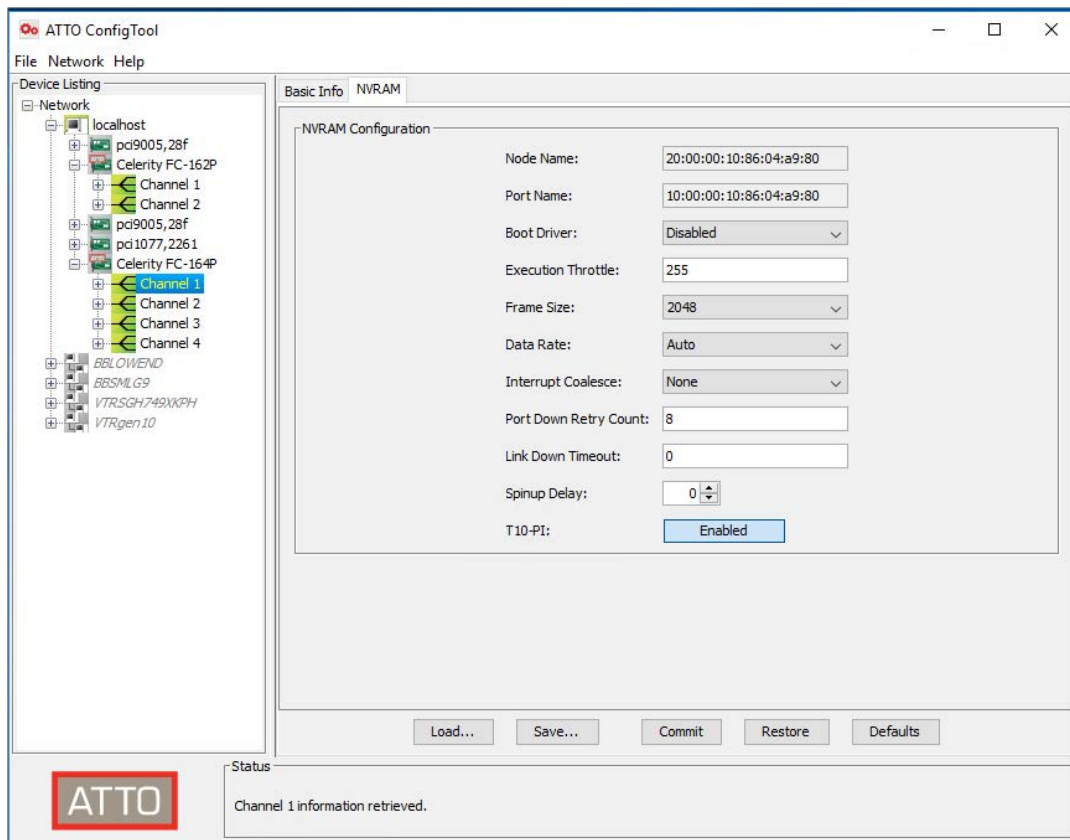 ATTO ConfigTool
File Network Help
Device Listing
Network
localhost
pci9005,28f
Celerity FC-162P
Channel 1
Channel 2
pci9005,28f
pci1077,2261
Celerity FC-164P
Channel 1
Channel 2
Channel 3
Channel 4
BBLOWEND
BBSMLG9
VTRSGH749XKPH
VTRgen10
Basic Info NVRAM
NVRAM Configuration
Node Name: 20:00:00:10:86:04:a9:80
Port Name: 10:00:00:10:86:04:a9:80
Boot Driver: Disabled
Execution Throttle: 255
Frame Size: 2048
Data Rate: Auto
Interrupt Coalesce: None
Port Down Retry Count: 8
Link Down Timeout: 0
Spinup Delay: 0
T10-PI: Enabled
Load... Save... Commit Restore Defaults
ATTO
Status
Channel 1 information retrieved.